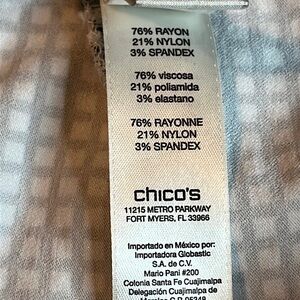 76% RAYON
21% NYLON
3% SPANDEX
76% viscosa
21% poliamida
3% elastano
76% RAYONNE
21% NYLON
3% SPANDEX
chico's
11215 METRO PARKWAY
FORT MYERS, FL 33966
Importado en México por:
Importadora Globastic
S.A. de C.V.
Mario Pani #200
Colonia Santa Fe Cuajimalpa
Delegación Cuajimalpa de
Morelos C.P. 05348